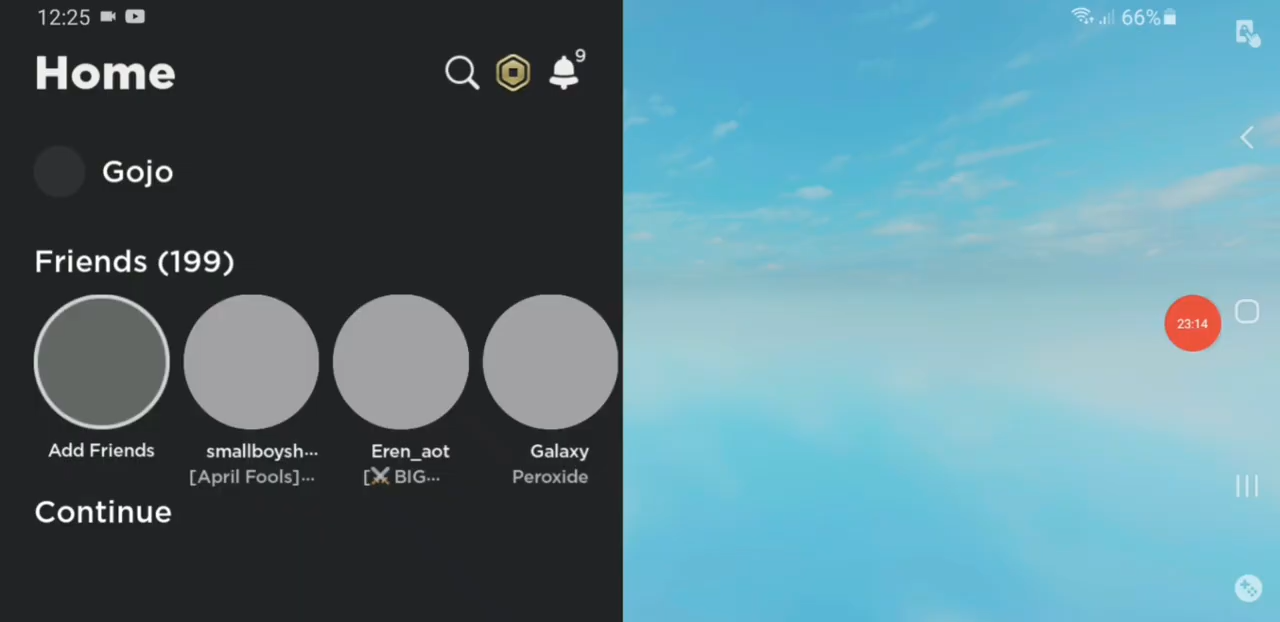 12:25
66%
Home
9
Gojo
Friends (199)
Add Friends
smallboysh...
Eren_aot
Galaxy
[April Fools]...
[⚔ BIG...
Peroxide
Continue
23:14